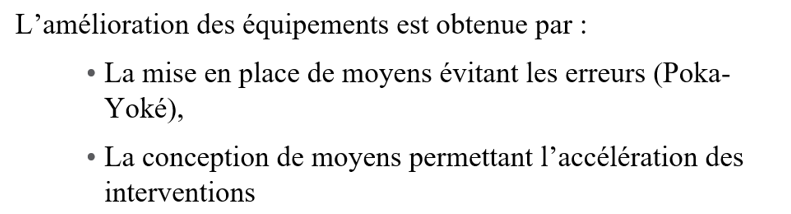 L’amélioration des équipements est obtenue par :
• La mise en place de moyens évitant les erreurs (Poka-
Yoké),
• La conception de moyens permettant l’accélération des
interventions